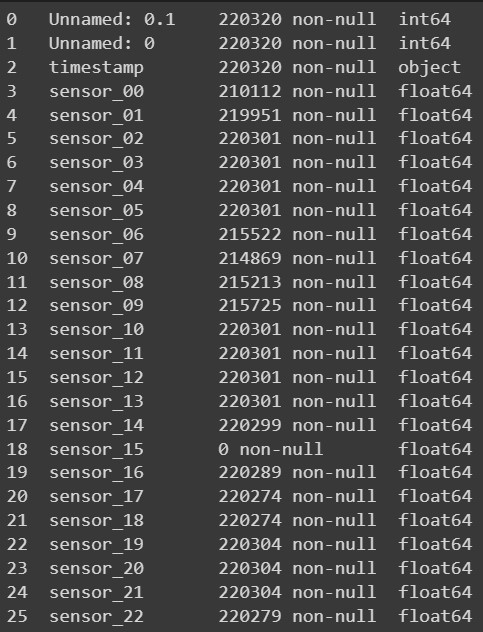 0 Unnamed: 0.1 220320 non-null int64
1 Unnamed: 0 220320 non-null int64
2 timestamp 220320 non-null object
3 sensor_00 210112 non-null float64
4 sensor_01 219951 non-null float64
5 sensor_02 220301 non-null float64
6 sensor_03 220301 non-null float64
7 sensor_04 220301 non-null float64
8 sensor_05 220301 non-null float64
9 sensor_06 215522 non-null float64
10 sensor_07 214869 non-null float64
11 sensor_08 215213 non-null float64
12 sensor_09 215725 non-null float64
13 sensor_10 220301 non-null float64
14 sensor_11 220301 non-null float64
15 sensor_12 220301 non-null float64
16 sensor_13 220301 non-null float64
17 sensor_14 220299 non-null float64
18 sensor_15 0 non-null float64
19 sensor_16 220289 non-null float64
20 sensor_17 220274 non-null float64
21 sensor_18 220274 non-null float64
22 sensor_19 220304 non-null float64
23 sensor_20 220304 non-null float64
24 sensor_21 220304 non-null float64
25 sensor_22 220279 non-null float64